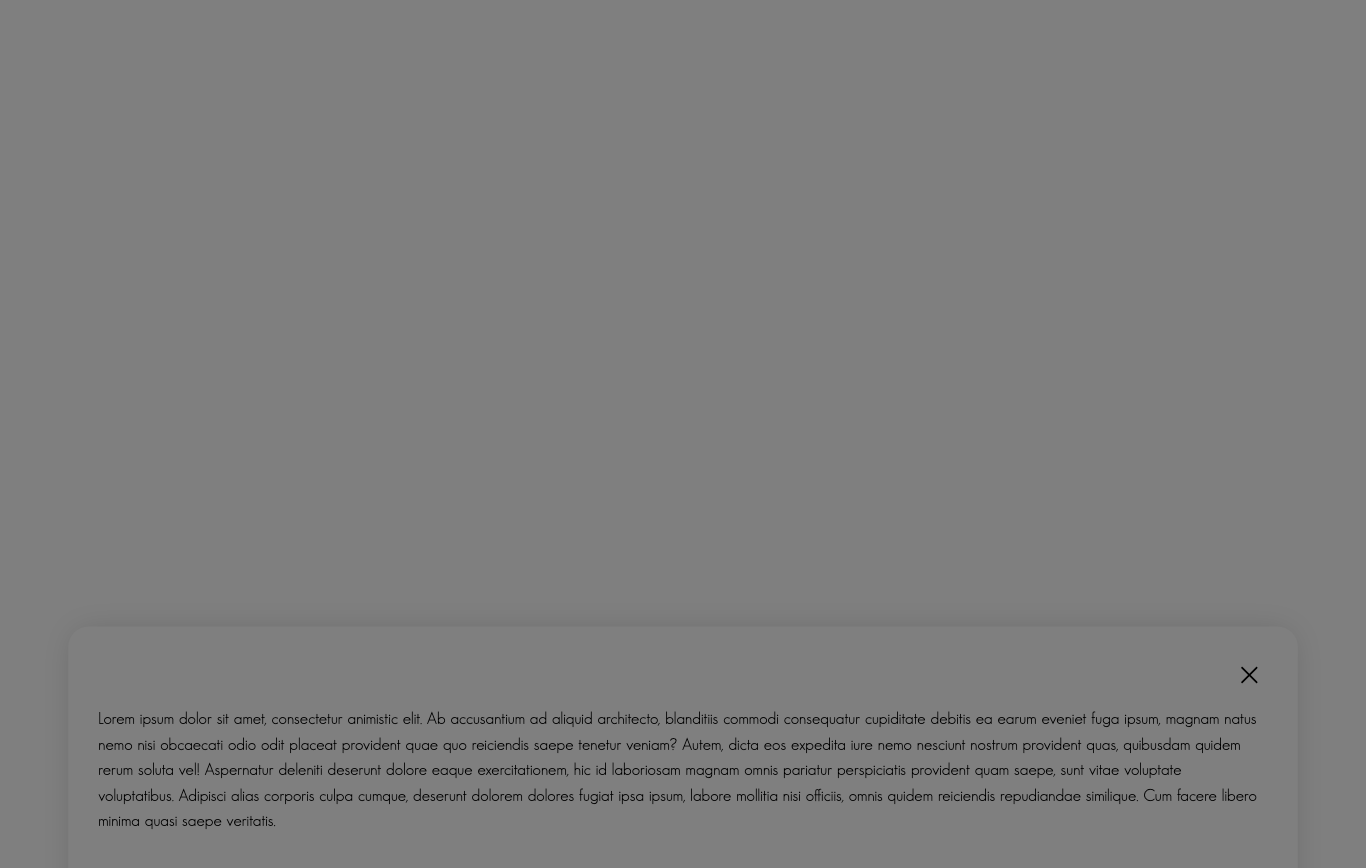 Lorem ipsum dolor sit amet, consectetur animistic elit. Ab accusantium ad aliquid architecto, blanditiis commodi consequatur cupiditate debitis ea earum eveniet fuga ipsum, magnam natus
nemo nisi obcaecati odio odit placeat provident quae quo reiciendis saepe tenetur veniam? Autem, dicta eos expedita iure nemo nesciunt nostrum provident quas, quibusdam quidem
rerum soluta vel! Aspernatur deleniti deserunt dolore eaque exercitationem, hic id laboriosam magnam omnis pariatur perspiciatis provident quam saepe, sunt vitae voluptate
voluptatibus. Adipisci alias corporis culpa cumque, deserunt dolorem dolores fugiat ipsa ipsum, labore mollitia nisi officiis, omnis quidem reiciendis repudiandae similique. Cum facere libero
minima quasi saepe veritatis.